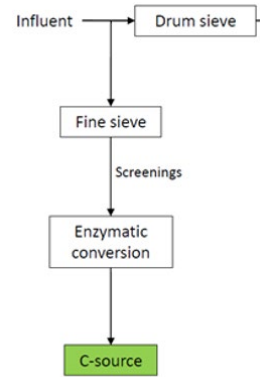 Influent
Drum sieve
Fine sieve
Screenings
Enzymatic
conversion
C-source